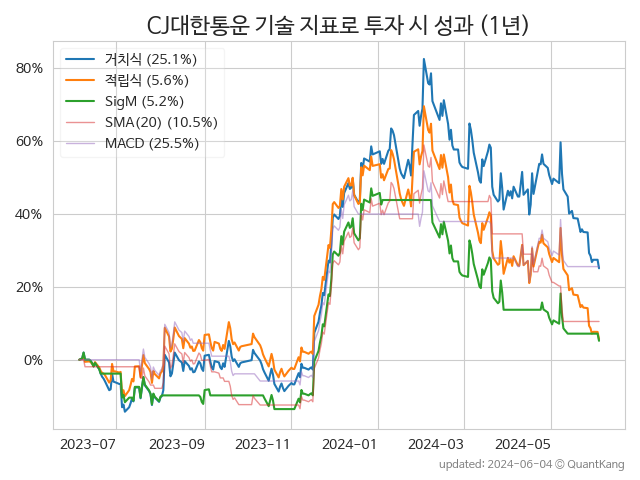 CJ대한통운 기술 지표로 투자 시 성과 (1년)
거치식 (25.1%)
적립식 (5.6%)
SigM (5.2%)
SMA(20) (10.5%)
MACD (25.5%)
80%
60%
40%
20%
0%
2023-07 2023-09 2023-11 2024-01 2024-03 2024-05
updated: 2024-06-04 © QuantKang